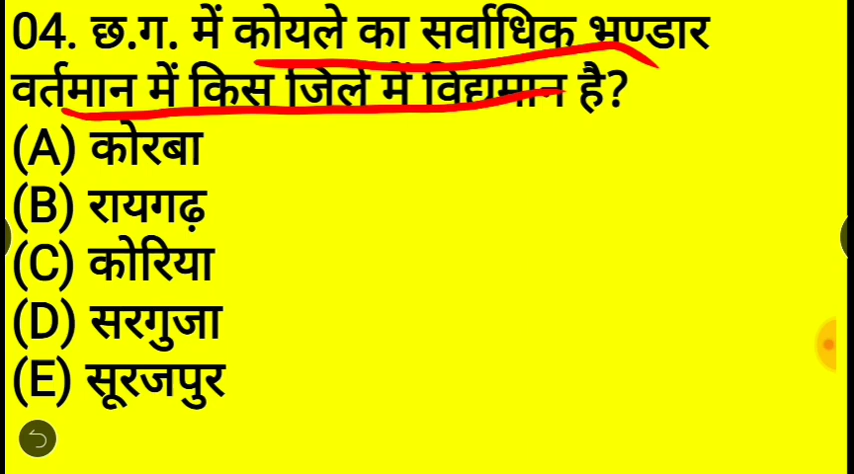 04. छ.ग. में कोयले का सर्वाधिक भण्डार
वर्तमान में किस जिले में विद्यमान है?
(A) कोरबा
(B) रायगढ़
(C) कोरिया
(D) सरगुजा
(E) सूरजपुर